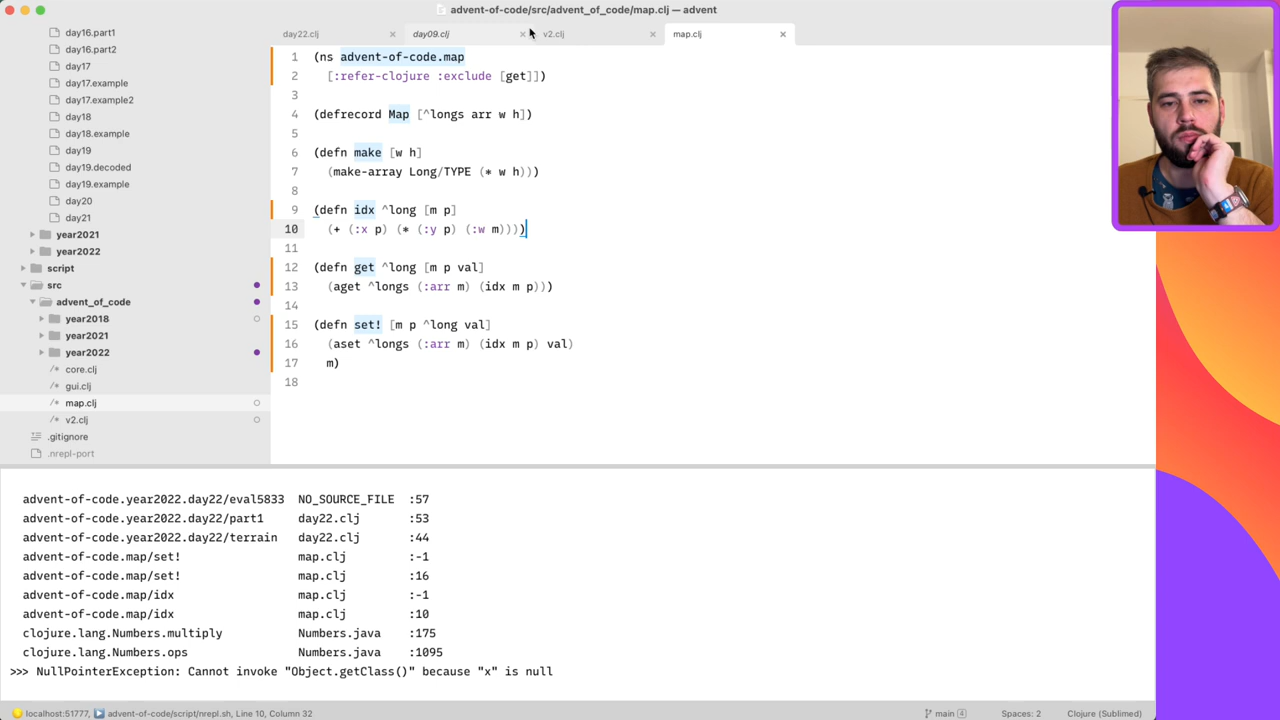 advent-of-code/src/advent_of_code/map.clj — advent
day22.clj
day09.clj
v2.clj
map.clj
day16.part1
day16.part2
day17
day17.example
day17.example2
day18
day18.example
day19
day19.decoded
day19.example
day20
day21
year2021
year2022
script
src
advent_of_code
year2018
year2021
year2022
/* core.clj
/* gui.clj
/* map.clj
/* v2.clj
.gitignore
.nrepl-port
1 (ns advent-of-code.map
2 [:refer-clojure :exclude [get]])
3
4 (defrecord Map [^longs arr w h])
5
6 (defn make [w h]
7 (make-array Long/TYPE (* w h)))
8
9 (defn idx ^long [m p]
10 (+ (:x p) (* (:y p) (:w m))))
11
12 (defn get ^long [m p val]
13 (aget ^longs (:arr m) (idx m p)))
14
15 (defn set! [m p ^long val]
16 (aset ^longs (:arr m) (idx m p) val)
17 m)
18
advent-of-code.year2022.day22/eval5833 NO_SOURCE_FILE :57
advent-of-code.year2022.day22/part1 day22.clj :53
advent-of-code.year2022.day22/terrain day22.clj :44
advent-of-code.map/set! map.clj :-1
advent-of-code.map/set! map.clj :16
advent-of-code.map/idx map.clj :-1
advent-of-code.map/idx map.clj :10
clojure.lang.Numbers.multiply Numbers.java :175
clojure.lang.Numbers.ops Numbers.java :1095
>>> NullPointerException: Cannot invoke "Object.getClass()" because "x" is null
localhost:51777, advent-of-code/script/nrepl.sh, Line 10, Column 32
main 4
Spaces: 2
Clojure (Sublimed)